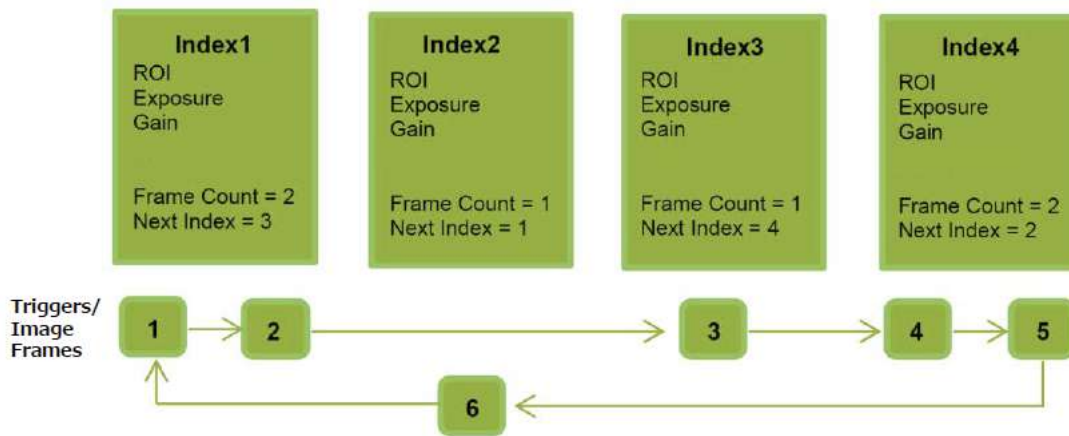 Index1
ROI
Exposure
Gain
Frame Count = 2
Next Index = 3
Index2
ROI
Exposure
Gain
Frame Count = 1
Next Index = 1
Index3
ROI
Exposure
Gain
Frame Count = 1
Next Index = 4
Index4
ROI
Exposure
Gain
Frame Count = 2
Next Index = 2
Triggers/
Image
Frames
1
2
3
4
5
6